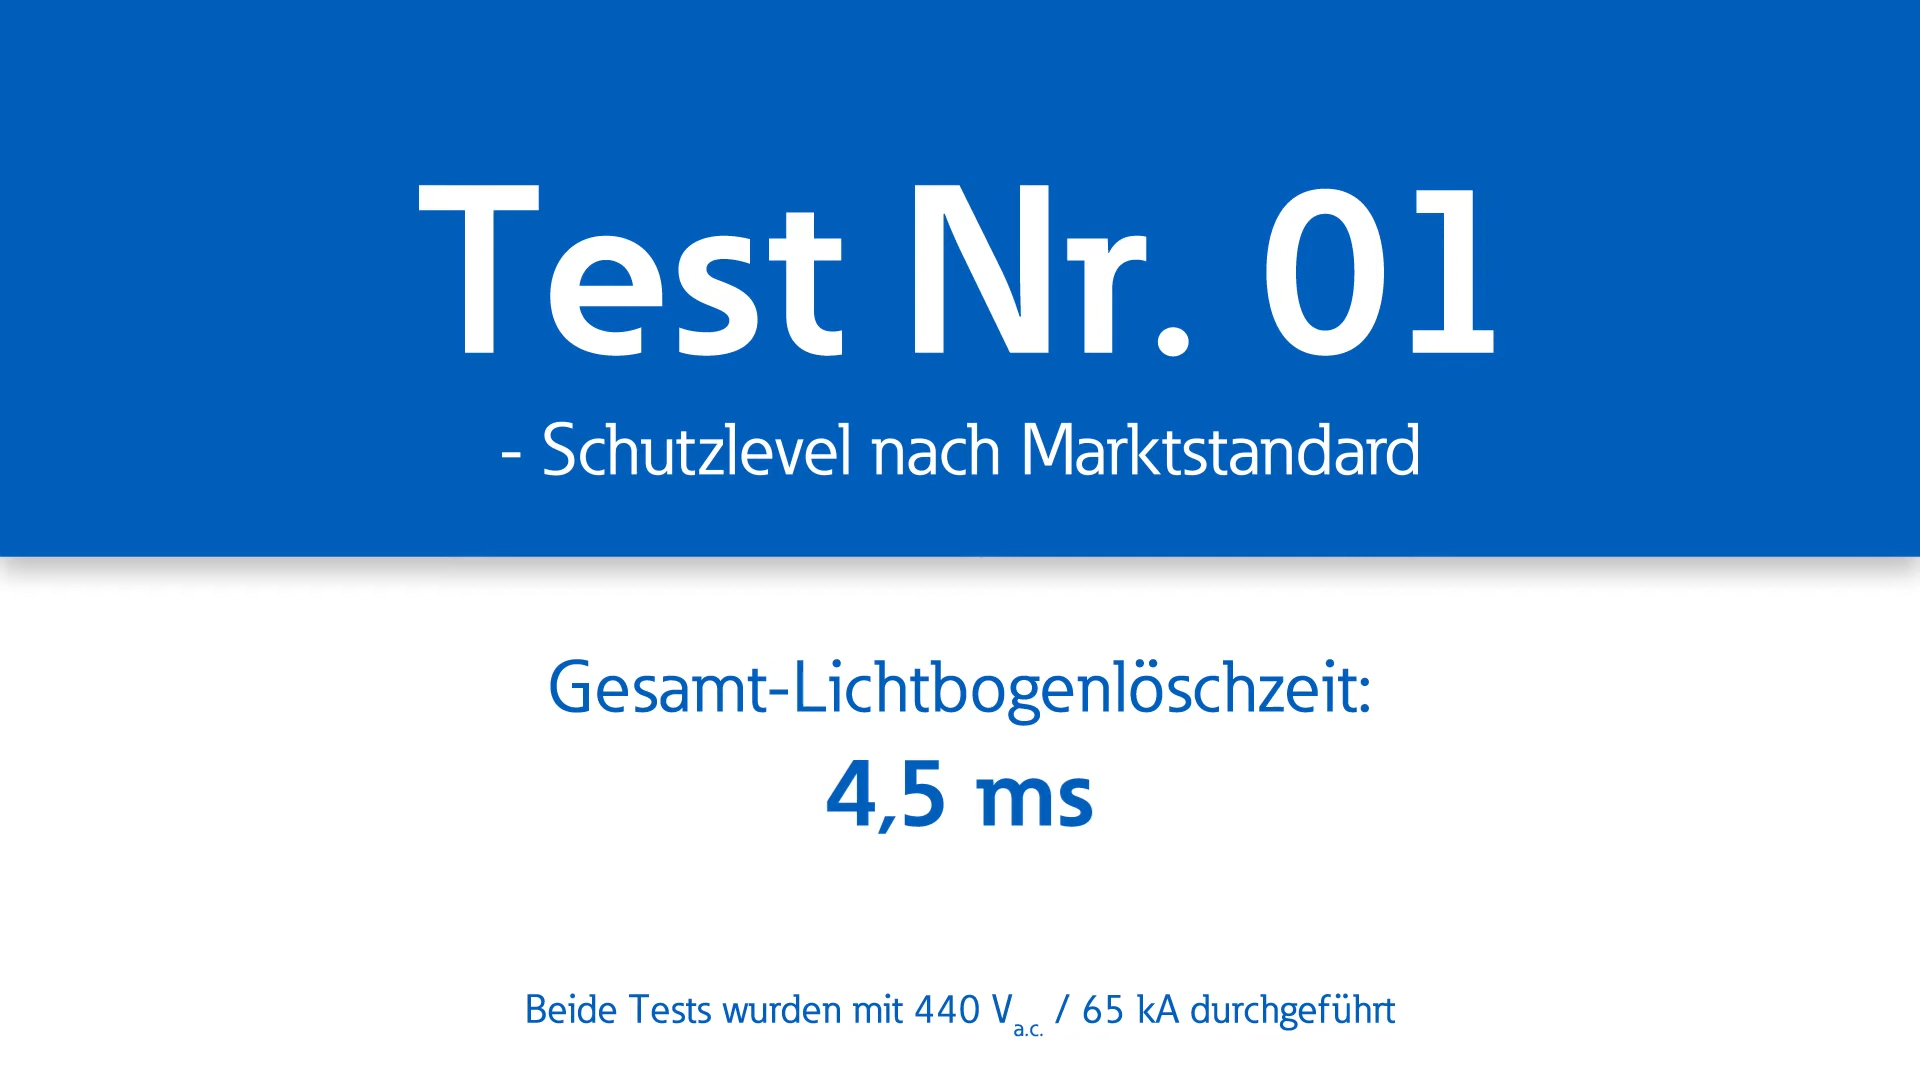 Test Nr. 01
- Schutzlevel nach Marktstandard
Gesamt-Lichtbogenlöschzeit:
4,5 ms
Beide Tests wurden mit 440 V a.c. / 65 kA durchgeführt